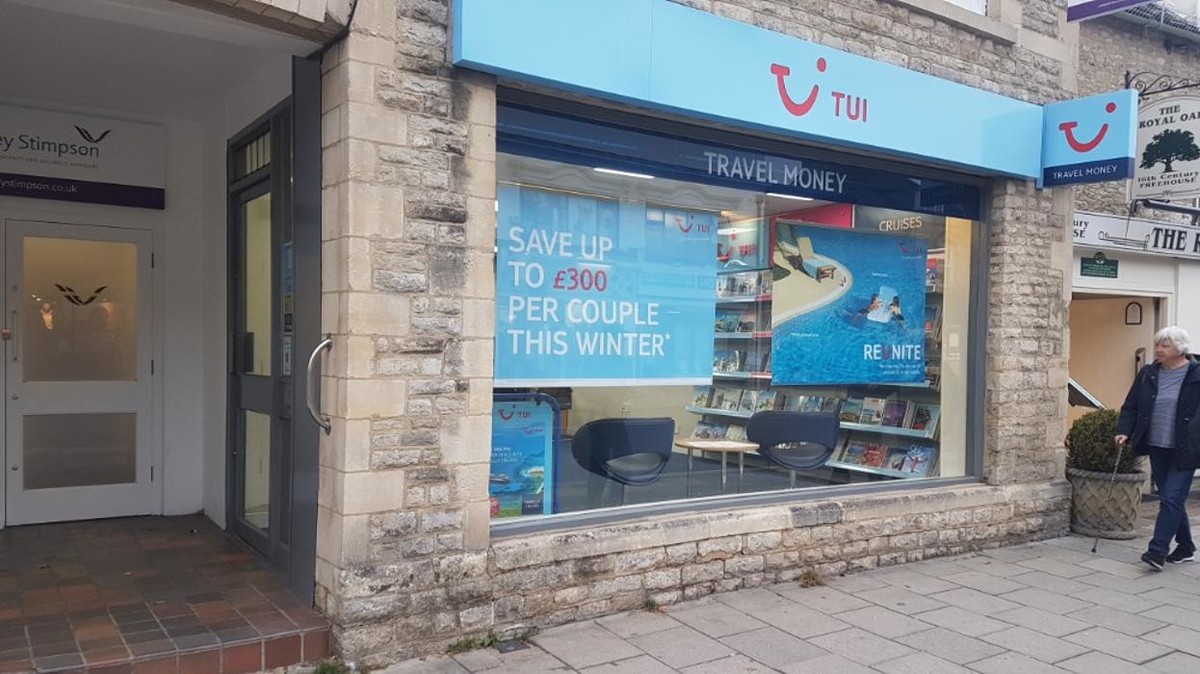 ey Stimpson
ystimpson.co.uk
TUI
TRAVEL MONEY
TRAVEL MONEY
THE
ROYAL OAK
16th Century
FREEHOUSE
THE
CRUISES
TUI
SAVE UP
TO £300
PER COUPLE
THIS WINTER*
REUNITE
TUI